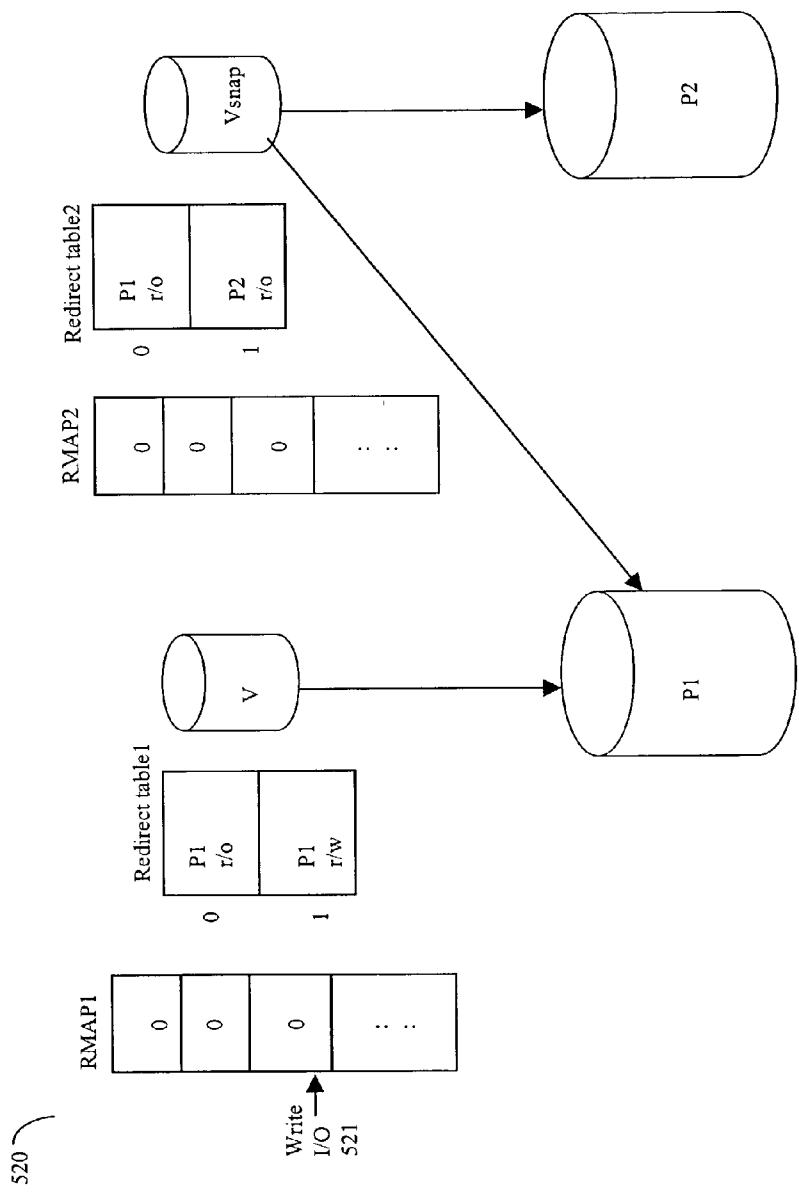 520
RMAP1
0
0
0
: :
Write
I/O
521
Redirect table1
0
P1
r/o
1
P1
r/w
V
P1
RMAP2
0
0
0
: :
Redirect table2
0
P1
r/o
1
P2
r/o
Vsnap
P2